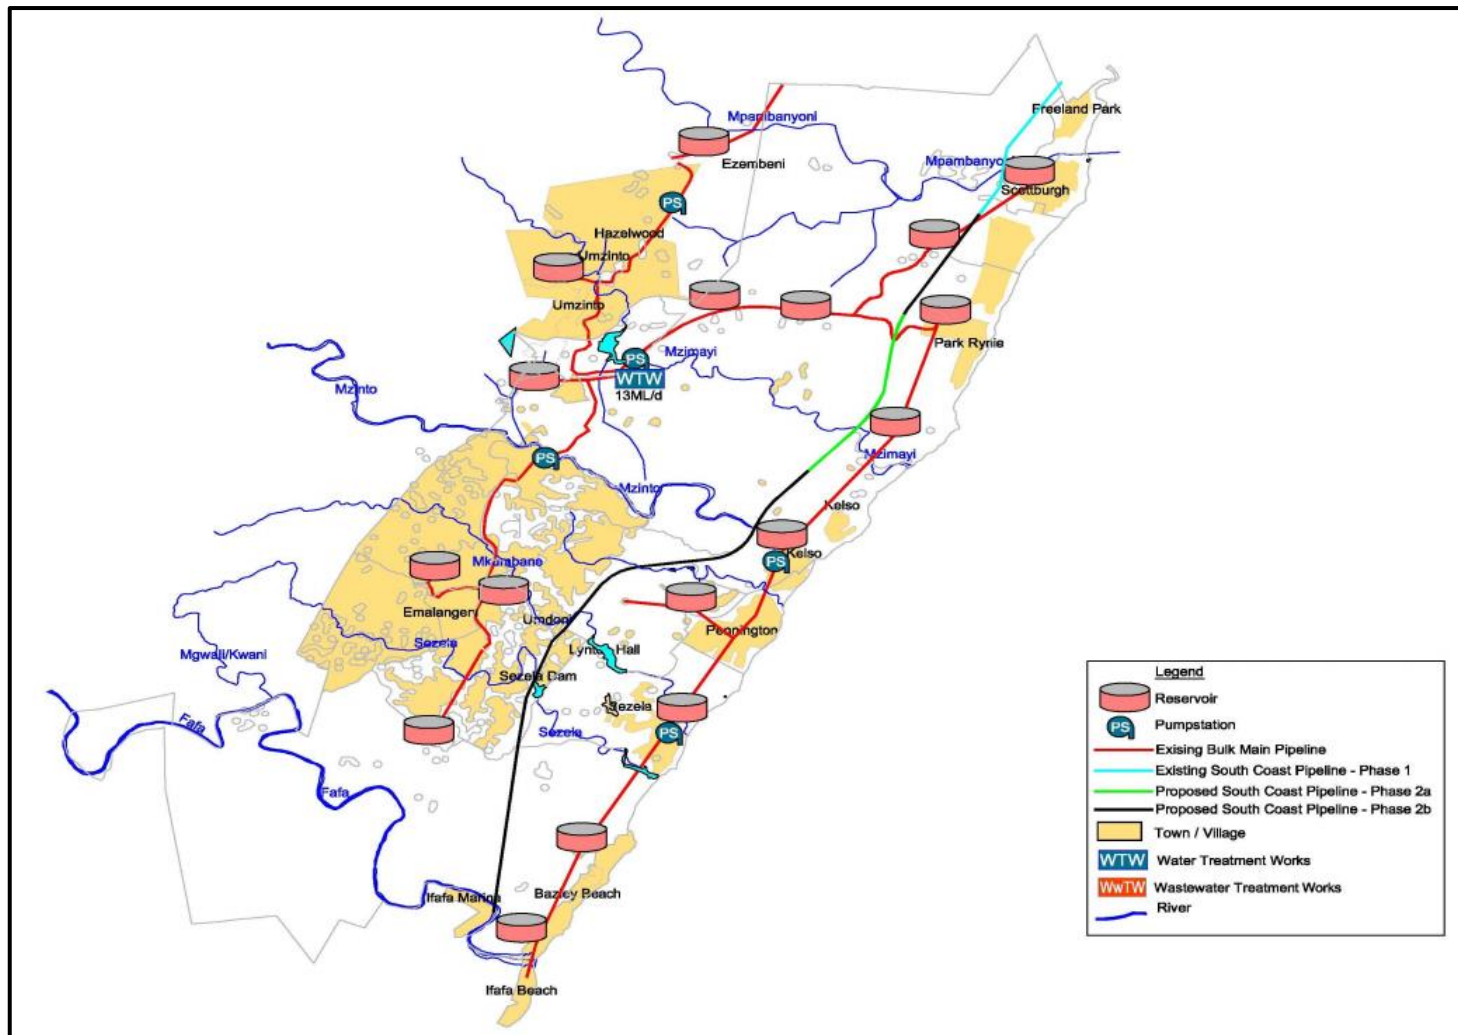 Freeland Park
Mpambanyoni
Ezembeni
Scottburgh
PS
Hazelwood
Umzinto
Umzinto
Park Rynie
PS
Mzimayi
WTW
13ML/d
Mzinto
Mzimayi
PS
Mzinto
Kelso
Kelso
PS
Mkumbane
Emalangeni
Umdoni
Pennington
Sezela
Mgwali/Kwani
Sezela Dam
Sezela
Fafa
Sezela
PS
Fafa
Ifafa Marina
Bazley Beach
Ifafa Beach
Legend
Reservoir
PS Pumpstation
Exising Bulk Main Pipeline
Existing South Coast Pipeline - Phase 1
Proposed South Coast Pipeline - Phase 2a
Proposed South Coast Pipeline - Phase 2b
Town / Village
WTW Water Treatment Works
WwTW Wastewater Treatment Works
River